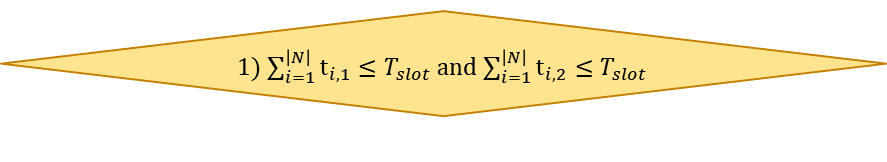 1) ∑_{i=1}^{|N|} t_{i,1} ≤ T_{slot} and ∑_{i=1}^{|N|} t_{i,2} ≤ T_{slot}